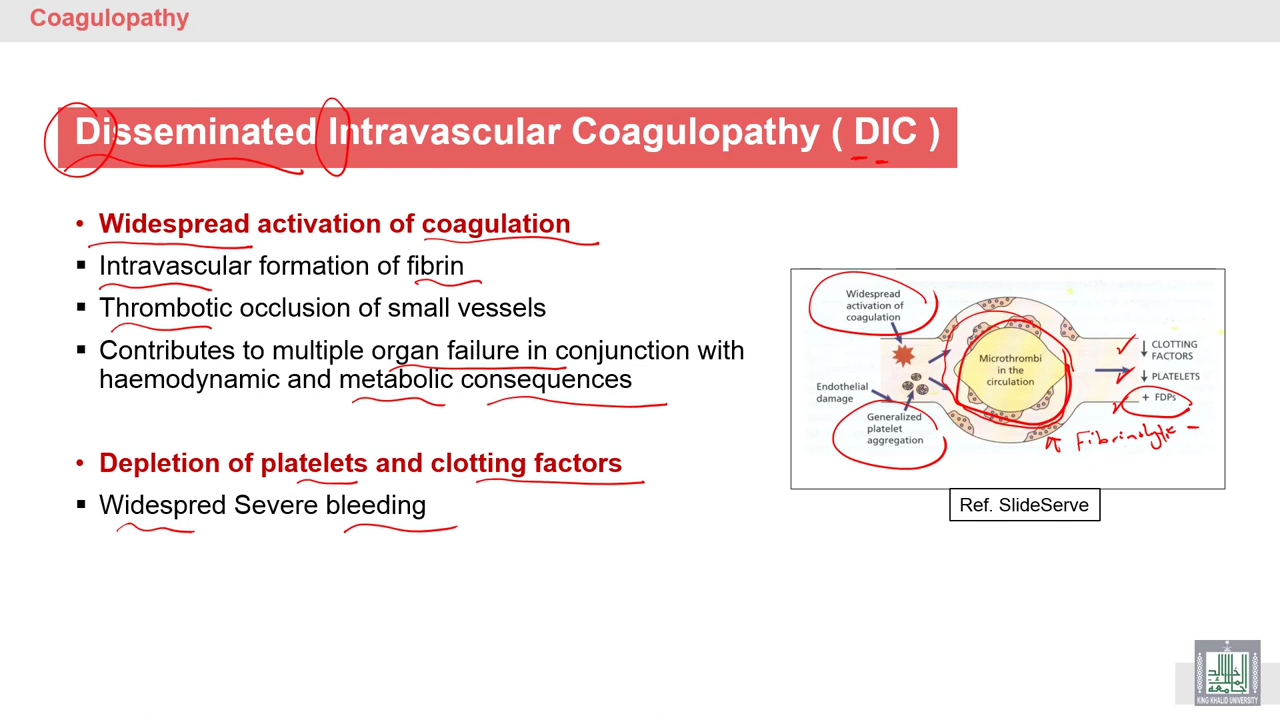 Coagulopathy
Disseminated Intravascular Coagulopathy ( DIC )
• Widespread activation of coagulation
▪ Intravascular formation of fibrin
▪ Thrombotic occlusion of small vessels
▪ Contributes to multiple organ failure in conjunction with
haemodynamic and metabolic consequences
• Depletion of platelets and clotting factors
▪ Widespred Severe bleeding
Widespread
activation of
coagulation
Endothelial
damage
Generalized
platelet
aggregation
Microthrombi
in the
circulation
↓ CLOTTING
FACTORS
↓ PLATELETS
+ FDPs
↑ Fibrinolytic
Ref. SlideServe
جامعة الملك خالد
KING KHALID UNIVERSITY